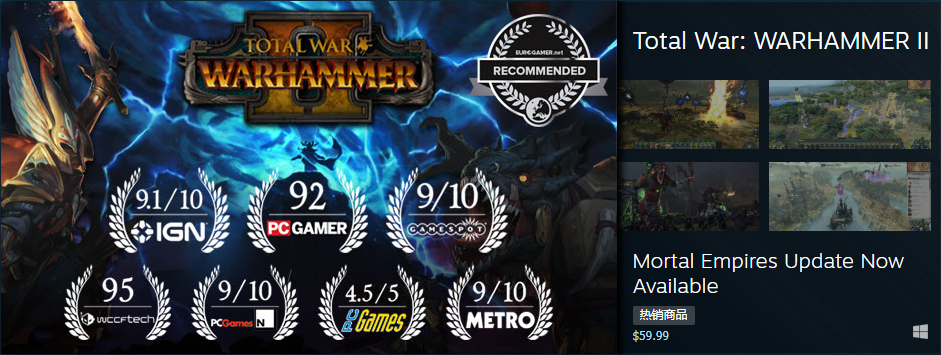 TOTAL WAR
WARHAMMER
II
EUROGAMER.net
RECOMMENDED
9.1/10
IGN
92
PC GAMER
9/10
GAMESPOT
95
WCCFTECH
9/10
PCGamesN
4.5/5
PC Games
9/10
METRO
Total War: WARHAMMER II
Mortal Empires Update Now
Available
热销商品
$59.99